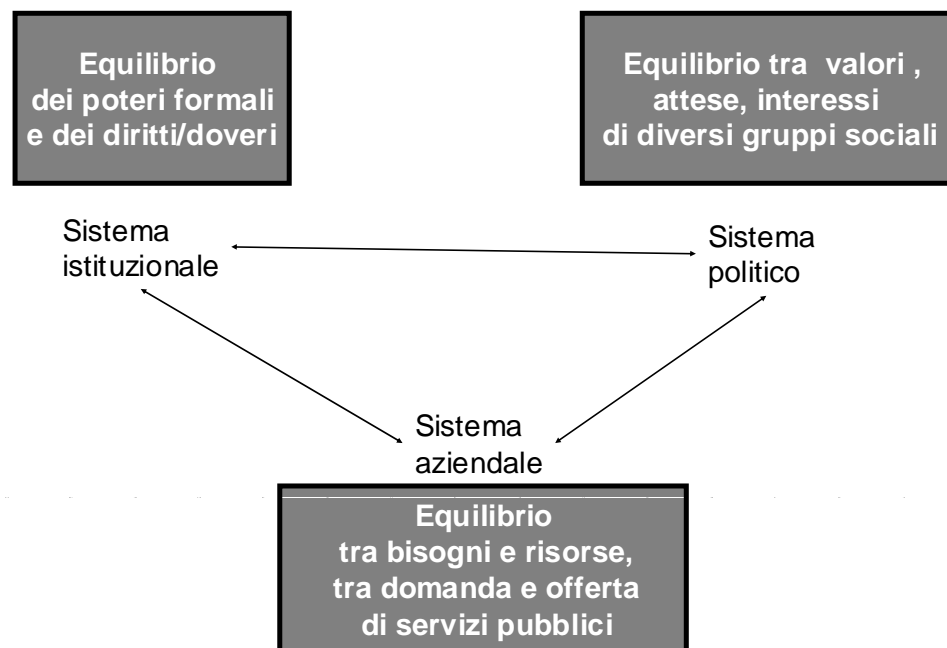 Equilibrio
dei poteri formali
e dei diritti/doveri
Equilibrio tra valori ,
attese, interessi
di diversi gruppi sociali
Sistema
istituzionale
Sistema
politico
Sistema
aziendale
Equilibrio
tra bisogni e risorse,
tra domanda e offerta
di servizi pubblici